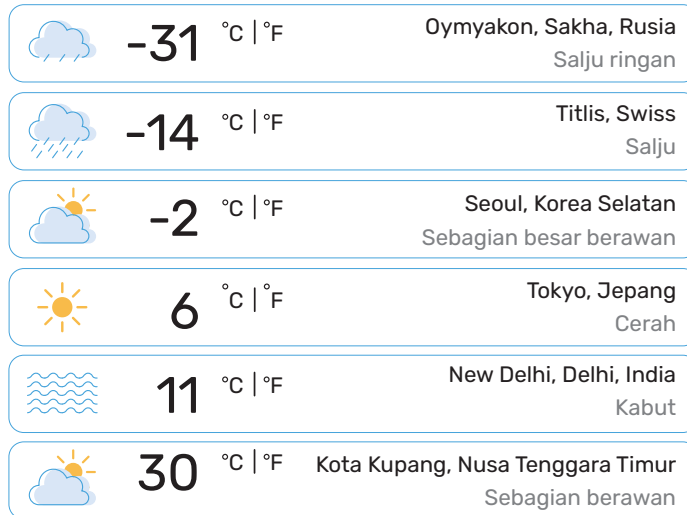 -31 °C | °F Oymyakon, Sakha, Rusia
Salju ringan
-14 °C | °F Titlis, Swiss
Salju
-2 °C | °F Seoul, Korea Selatan
Sebagian besar berawan
6 °C | °F Tokyo, Jepang
Cerah
11 °C | °F New Delhi, Delhi, India
Kabut
30 °C | °F Kota Kupang, Nusa Tenggara Timur
Sebagian berawan